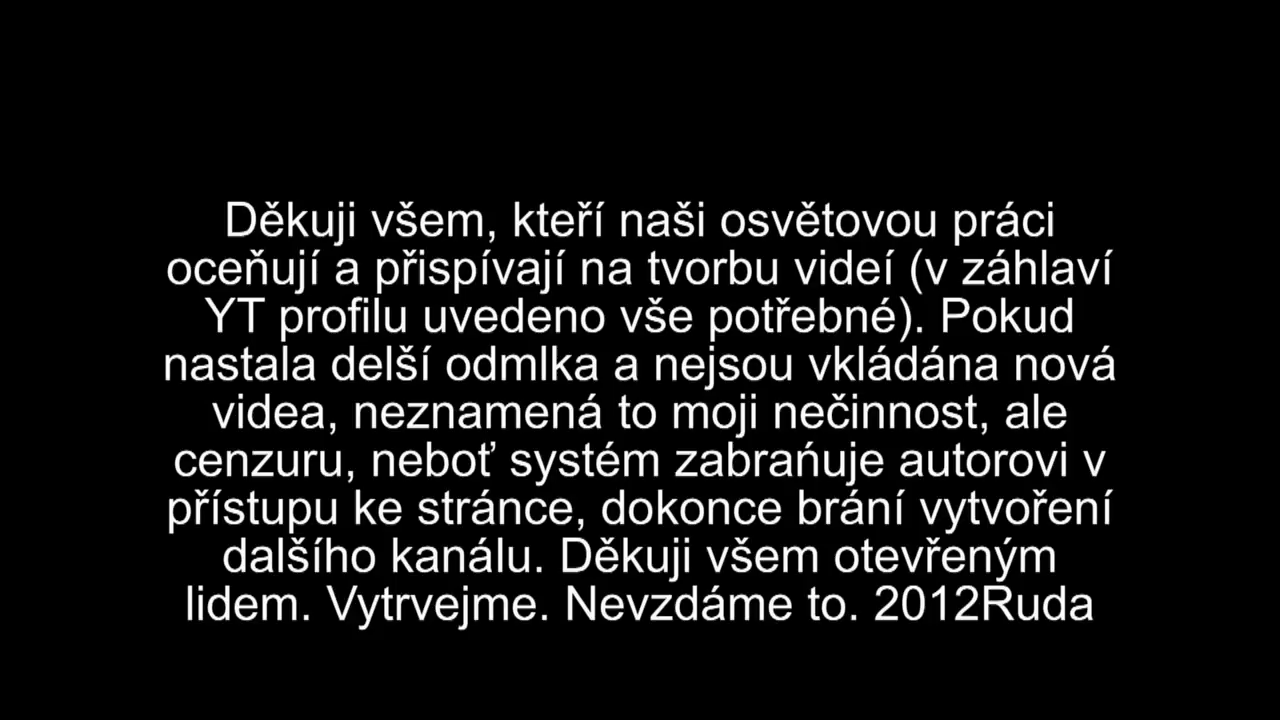 Děkuji všem, kteří naši osvětovou práci
oceňují a přispívají na tvorbu videí (v záhlaví
YT profilu uvedeno vše potřebné). Pokud
nastala delší odmlka a nejsou vkládána nová
videa, neznamená to moji nečinnost, ale
cenzuru, neboť systém zabrańuje autorovi v
přístupu ke stránce, dokonce brání vytvoření
dalšího kanálu. Děkuji všem otevřeným
lidem. Vytrvejme. Nevzdáme to. 2012Ruda